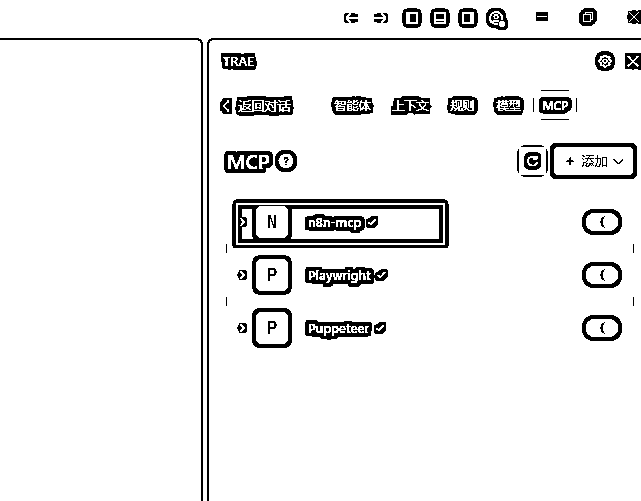 TRAE
返回对话 智能体 上下文 规则 模型 MCP
MCP ? + 添加
N n8n-mcp
P Playwright
P Puppeteer